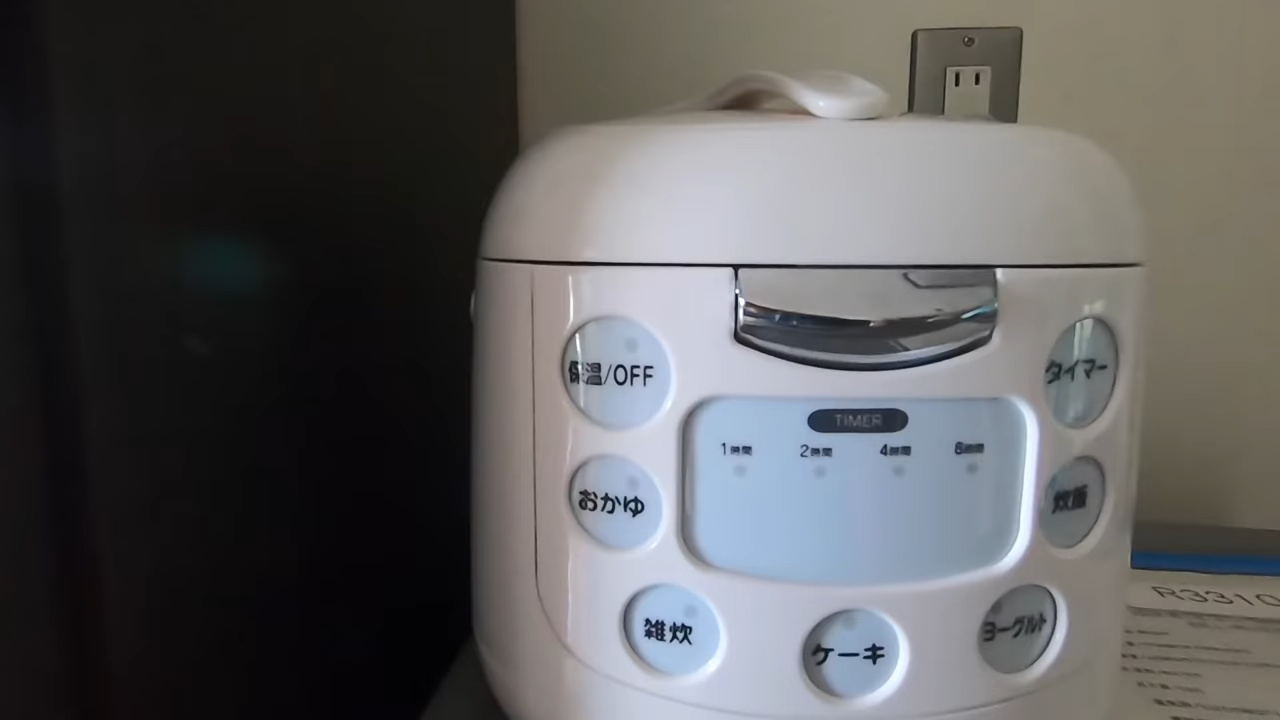 保温/OFF
タイマー
TIMER
1時間 2時間 4時間 8時間
おかゆ
炊飯
雑炊
ケーキ
ヨーグルト
R3310